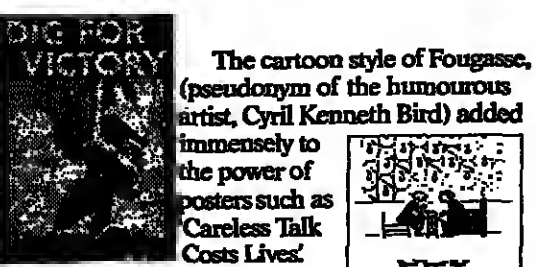 DIG FOR
VICTORY
The cartoon style of Fougasse,
(pseudonym of the humourous
artist, Cyril Kenneth Bird) added
immensely to
the power of
posters such as
'Careless Talk
Costs Lives.'